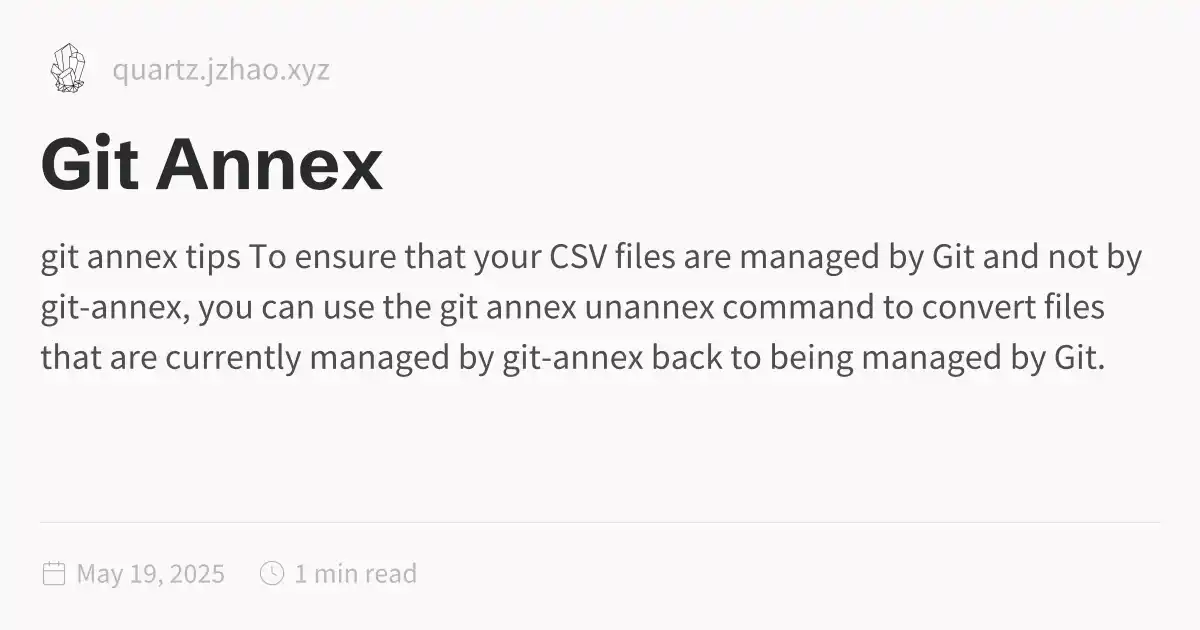 quartz.jzhao.xyz
Git Annex
git annex tips To ensure that your CSV files are managed by Git and not by
git-annex, you can use the git annex unannex command to convert files
that are currently managed by git-annex back to being managed by Git.
May 19, 2025 1 min read